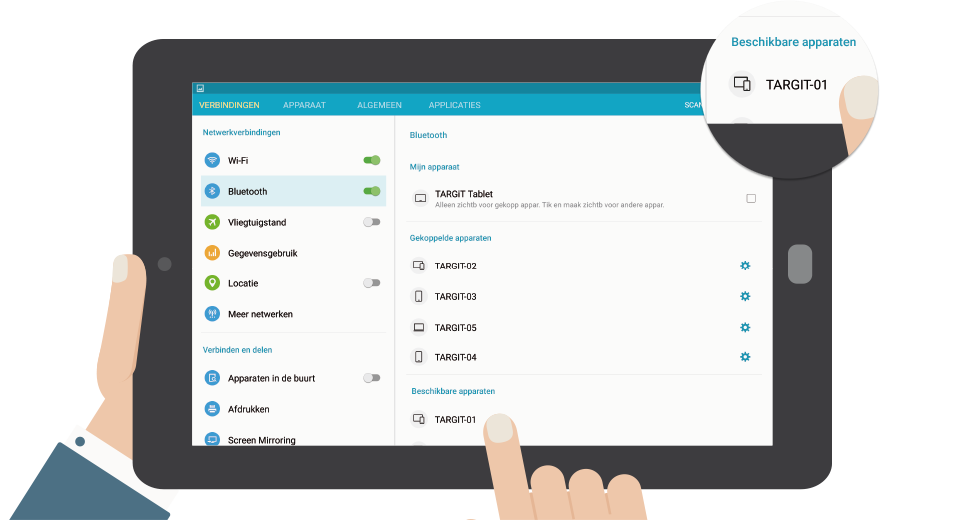 Beschikbare apparaten
TARGIT-01
VERBINDINGEN APPARAAT ALGEMEEN APPLICATIES
Netwerkverbindingen
Wi-Fi
Bluetooth
Vliegtuigstand
Gegevensgebruik
Locatie
Meer netwerken
Verbinden en delen
Apparaten in de buurt
Afdrukken
Screen Mirroring
Bluetooth
Mijn apparaat
TARGiT Tablet
Alleen zichtb voor gekopp appar. Tik en maak zichtb voor andere appar.
Gekoppelde apparaten
TARGIT-02
TARGIT-03
TARGIT-05
TARGIT-04
Beschikbare apparaten
TARGIT-01